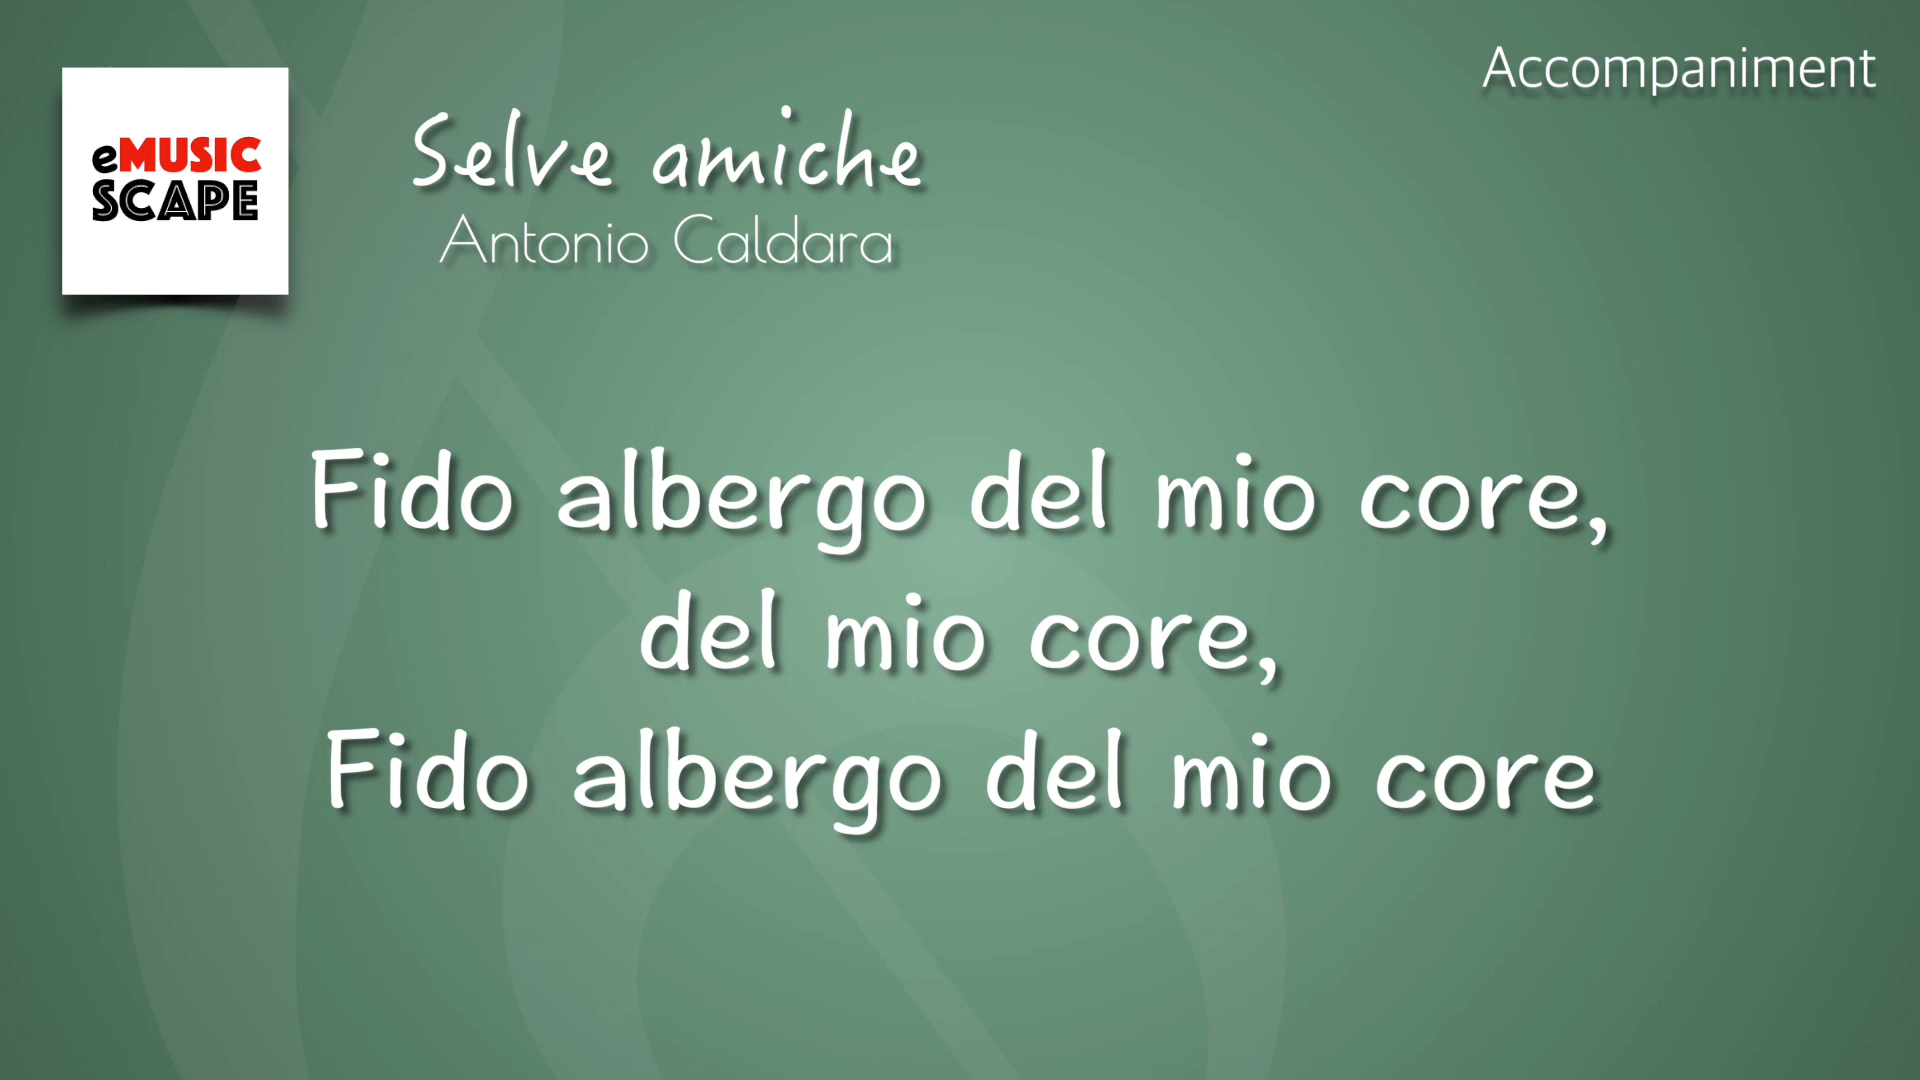 Accompaniment
eMUSIC
SCAPE
Selve amiche
Antonio Caldara
Fido albergo del mio core,
del mio core,
Fido albergo del mio core